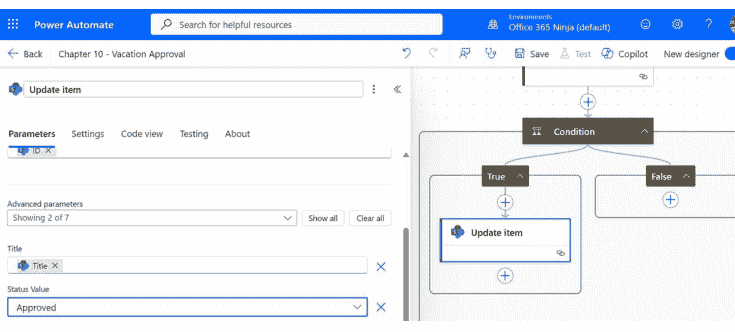 Power Automate
Search for helpful resources
Environments
Office 365 Ninja (default)
Back
Chapter 10 - Vacation Approval
Save
Test
Copilot
New designer
Update item
Parameters
Settings
Code view
Testing
About
ID
Advanced parameters
Showing 2 of 7
Show all
Clear all
Title
Title
Status Value
Approved
Condition
True
False
Update item